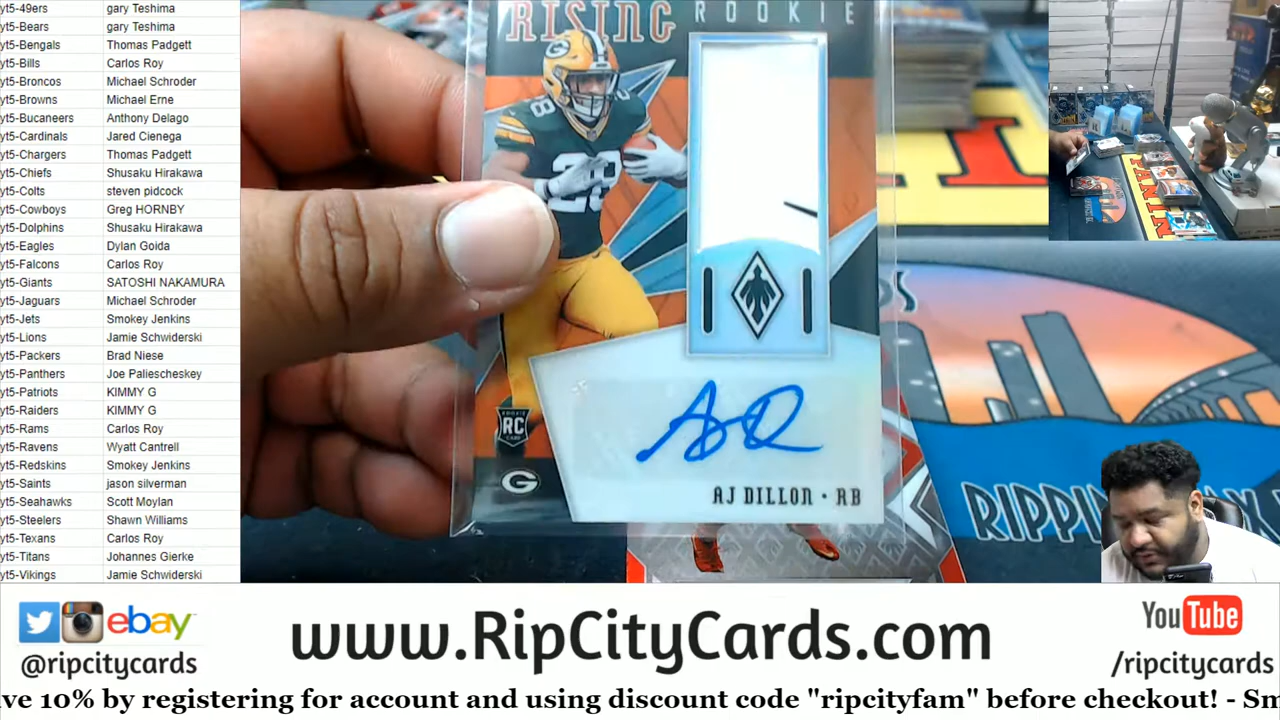 yt5-49ers gary Teshima
yt5-Bears gary Teshima
yt5-Bengals Thomas Padgett
yt5-Bills Carlos Roy
yt5-Broncos Michael Schroder
yt5-Browns Michael Erne
yt5-Bucaneers Anthony Delago
yt5-Cardinals Jared Cienega
yt5-Chargers Thomas Padgett
yt5-Chiefs Shusaku Hirakawa
yt5-Colts steven pidcock
yt5-Cowboys Greg HORNBY
yt5-Dolphins Shusaku Hirakawa
yt5-Eagles Dylan Goida
yt5-Falcons Carlos Roy
yt5-Giants SATOSHI NAKAMURA
yt5-Jaguars Michael Schroder
yt5-Jets Smokey Jenkins
yt5-Lions Jamie Schwiderski
yt5-Packers Brad Niese
yt5-Panthers Joe Paliescheskey
yt5-Patriots KIMMY G
yt5-Raiders KIMMY G
yt5-Rams Carlos Roy
yt5-Ravens Wyatt Cantrell
yt5-Redskins Smokey Jenkins
yt5-Saints jason silverman
yt5-Seahawks Scott Moylan
yt5-Steelers Shawn Williams
yt5-Texans Carlos Roy
yt5-Titans Johannes Gierke
yt5-Vikings Jamie Schwiderski
RISING ROOKIE
28
ROOKIE
RC
CARD
G
AJ DILLON • RB
PANINI
RIPPI
ebay
@ripcitycards
www.RipCityCards.com
YouTube
/ripcitycards
ve 10% by registering for account and using discount code "ripcityfam" before checkout! - Sm